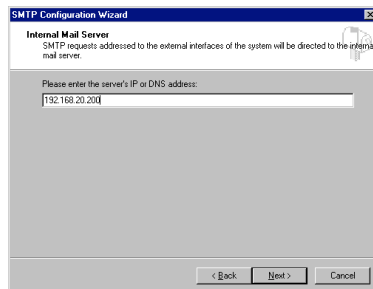 SMTP Configuration Wizard
Internal Mail Server
SMTP requests addressed to the external interfaces of the system will be directed to the interna
mail server.
Please enter the server's IP or DNS address:
192.168.20.200
< Back
Next >
Cancel